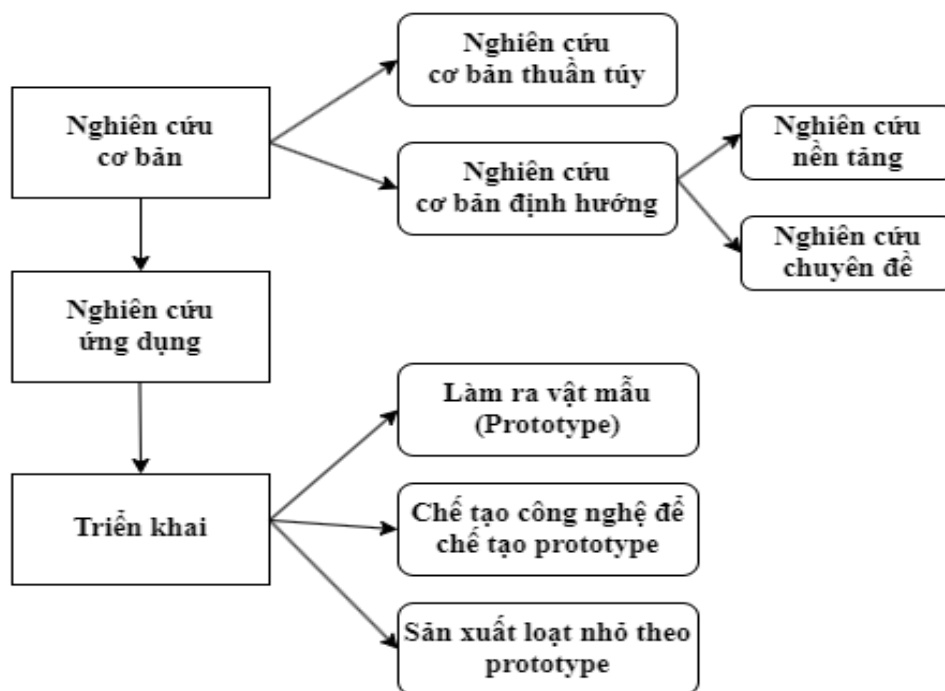 Nghiên cứu
cơ bản thuần túy
Nghiên cứu
cơ bản
Nghiên cứu
cơ bản định hướng
Nghiên cứu
nền tảng
Nghiên cứu
chuyên đề
Nghiên cứu
ứng dụng
Làm ra vật mẫu
(Prototype)
Triển khai
Chế tạo công nghệ để
chế tạo prototype
Sản xuất loạt nhỏ theo
prototype